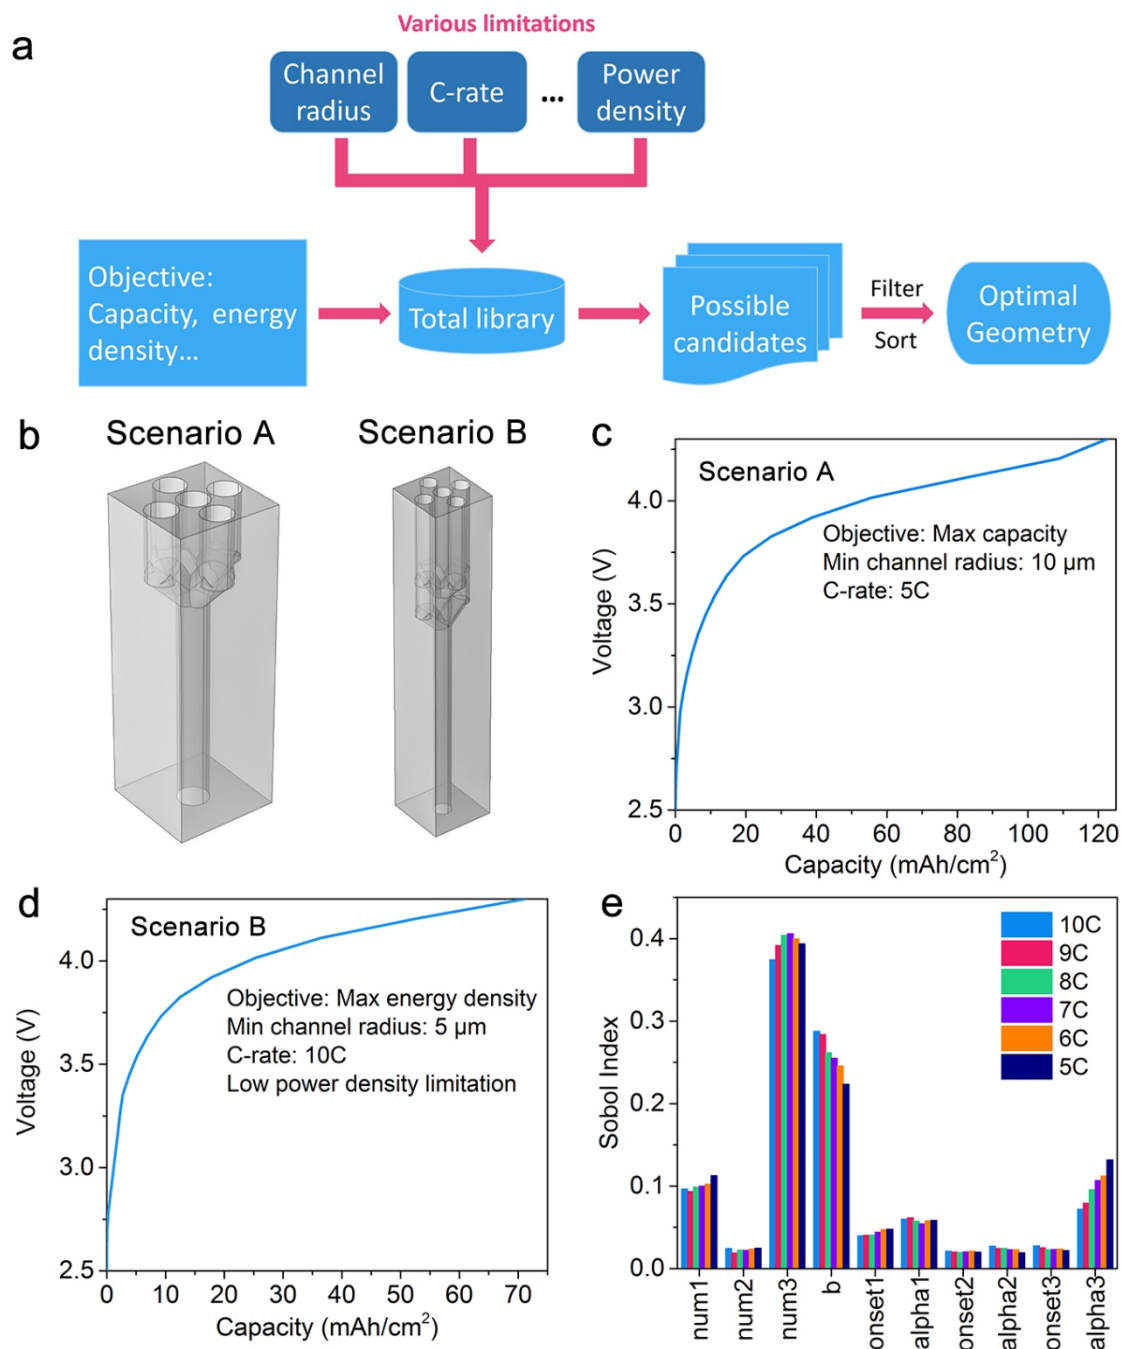 a
Various limitations
Channel
radius
C-rate
...
Power
density
Objective:
Capacity, energy
density...
Total library
Possible
candidates
Filter
Sort
Optimal
Geometry
b
Scenario A
Scenario B
c
Scenario A
Objective: Max capacity
Min channel radius: 10 μm
C-rate: 5C
Voltage (V)
4.0
3.5
3.0
2.5
0 20 40 60 80 100 120
Capacity (mAh/cm²)
d
Scenario B
Objective: Max energy density
Min channel radius: 5 μm
C-rate: 10C
Low power density limitation
Voltage (V)
4.0
3.5
3.0
2.5
0 10 20 30 40 50 60 70
Capacity (mAh/cm²)
e
10C
9C
8C
7C
6C
5C
Sobol Index
0.4
0.3
0.2
0.1
0.0
num1
num2
num3
b
onset1
alpha1
onset2
alpha2
onset3
alpha3